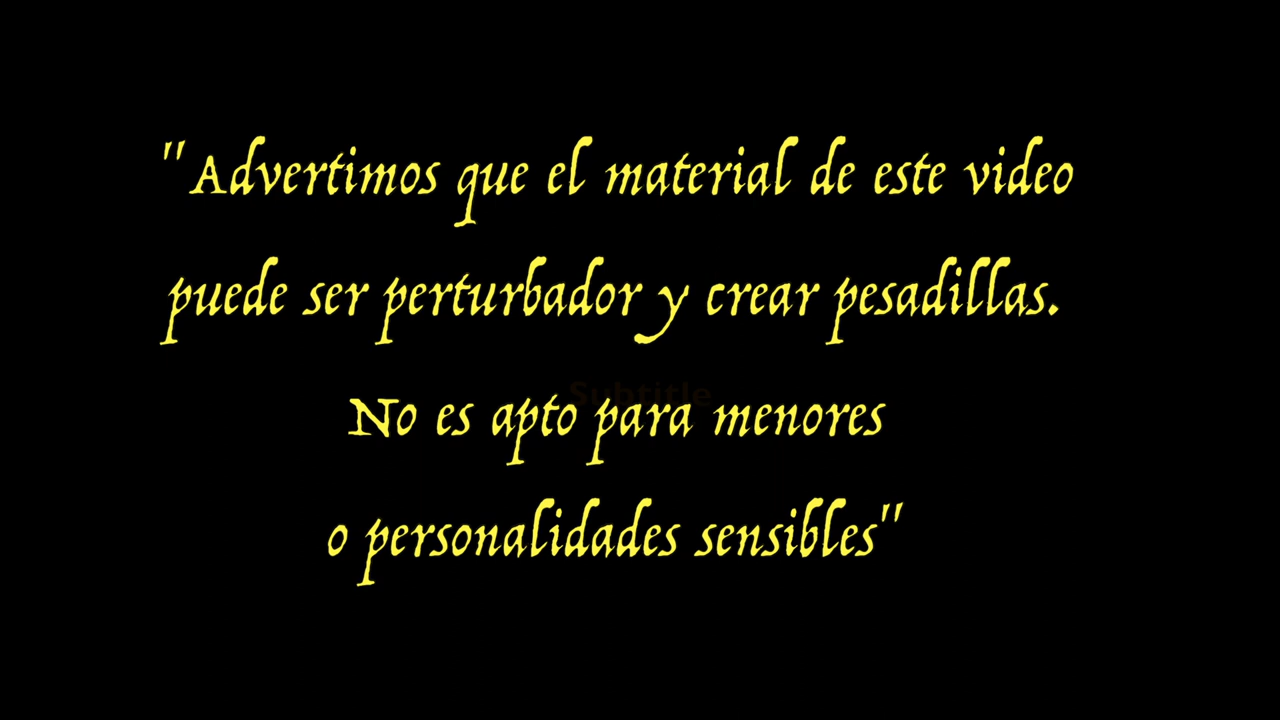 "Advertimos que el material de este video
puede ser perturbador y crear pesadillas.
Subtitle
No es apto para menores
o personalidades sensibles"